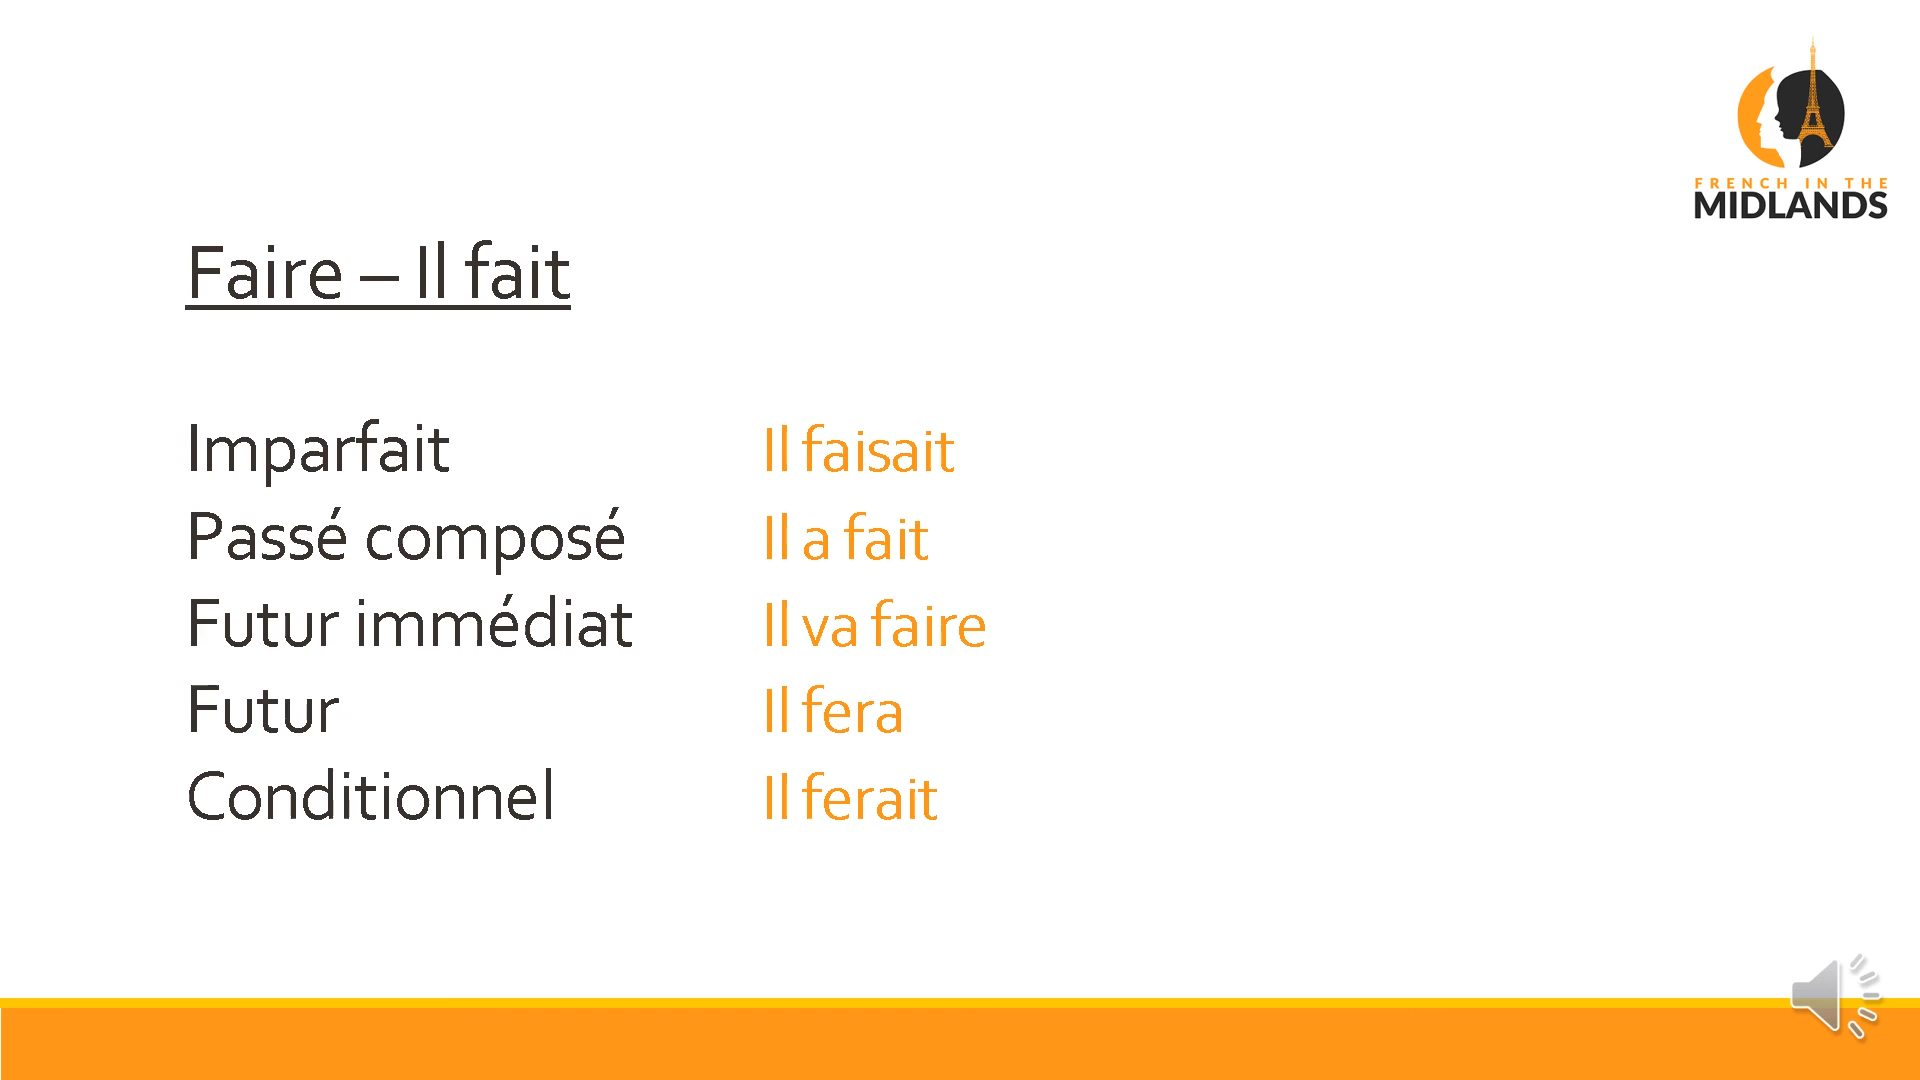 FRENCH IN THE
MIDLANDS
Faire – Il fait
Imparfait Il faisait
Passé composé Il a fait
Futur immédiat Il va faire
Futur Il fera
Conditionnel Il ferait